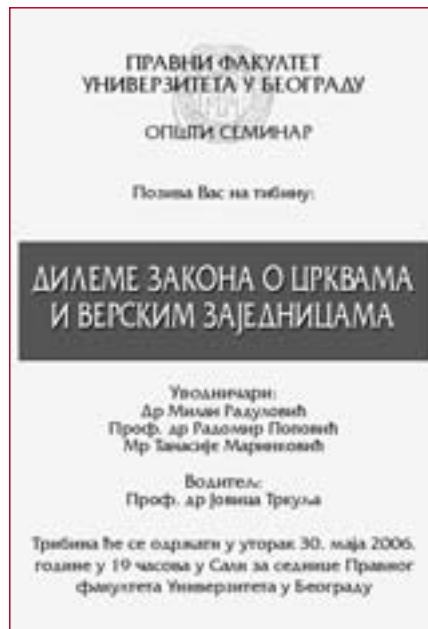 ПРАВНИ ФАКУЛТЕТ
УНИВЕРЗИТЕТА У БЕОГРАДУ
ОПШТИ СЕМИНАР
Позива Вас на тибину:
ДИЛЕМЕ ЗАКОНА О ЦРКВАМА
И ВЕРСКИМ ЗАЈЕДНИЦАМА
Уводничари:
Др Милан Радуловић
Проф. др Радомир Поповић
Мр Танасије Маринковић
Водитељ:
Проф. др Јовица Тркуља
Трибина ће се одржати у уторак 30. маја 2006.
године у 19 часова у Сали за седнице Правног
факултета Универзитета у Београду